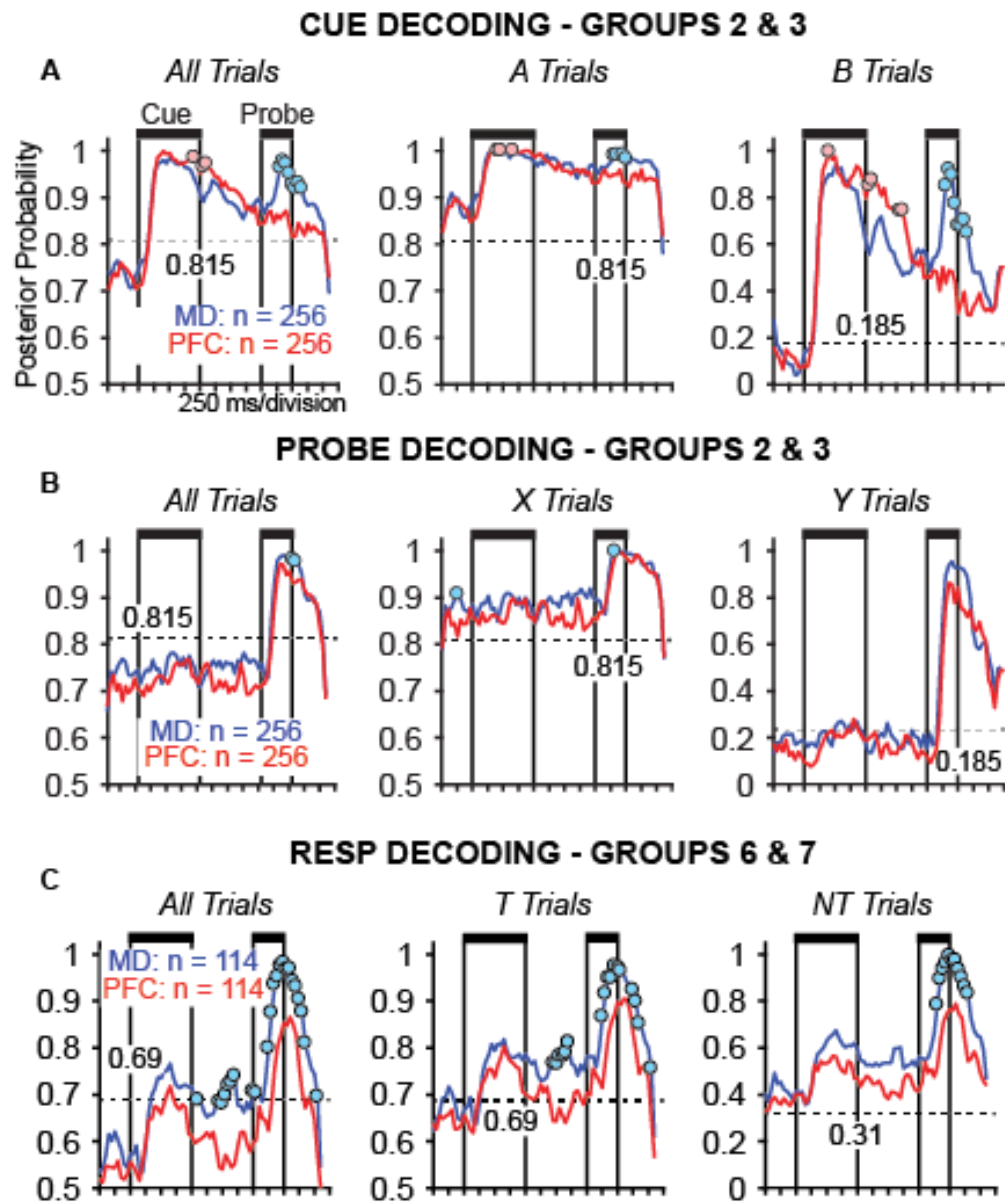 CUE DECODING - GROUPS 2 & 3
A
All Trials
A Trials
B Trials
Cue
Probe
Posterior Probability
1
0.9
0.8
0.7
0.6
0.5
0.815
MD: n = 256
PFC: n = 256
250 ms/division
1
0.9
0.8
0.7
0.6
0.5
0.815
1
0.8
0.6
0.4
0.2
0
0.185
PROBE DECODING - GROUPS 2 & 3
B
All Trials
X Trials
Y Trials
1
0.9
0.8
0.7
0.6
0.5
0.815
MD: n = 256
PFC: n = 256
1
0.9
0.8
0.7
0.6
0.5
0.815
1
0.8
0.6
0.4
0.2
0
0.185
RESP DECODING - GROUPS 6 & 7
C
All Trials
T Trials
NT Trials
1
0.9
0.8
0.7
0.6
0.5
MD: n = 114
PFC: n = 114
0.69
1
0.9
0.8
0.7
0.6
0.5
0.69
1
0.8
0.6
0.4
0.2
0
0.31